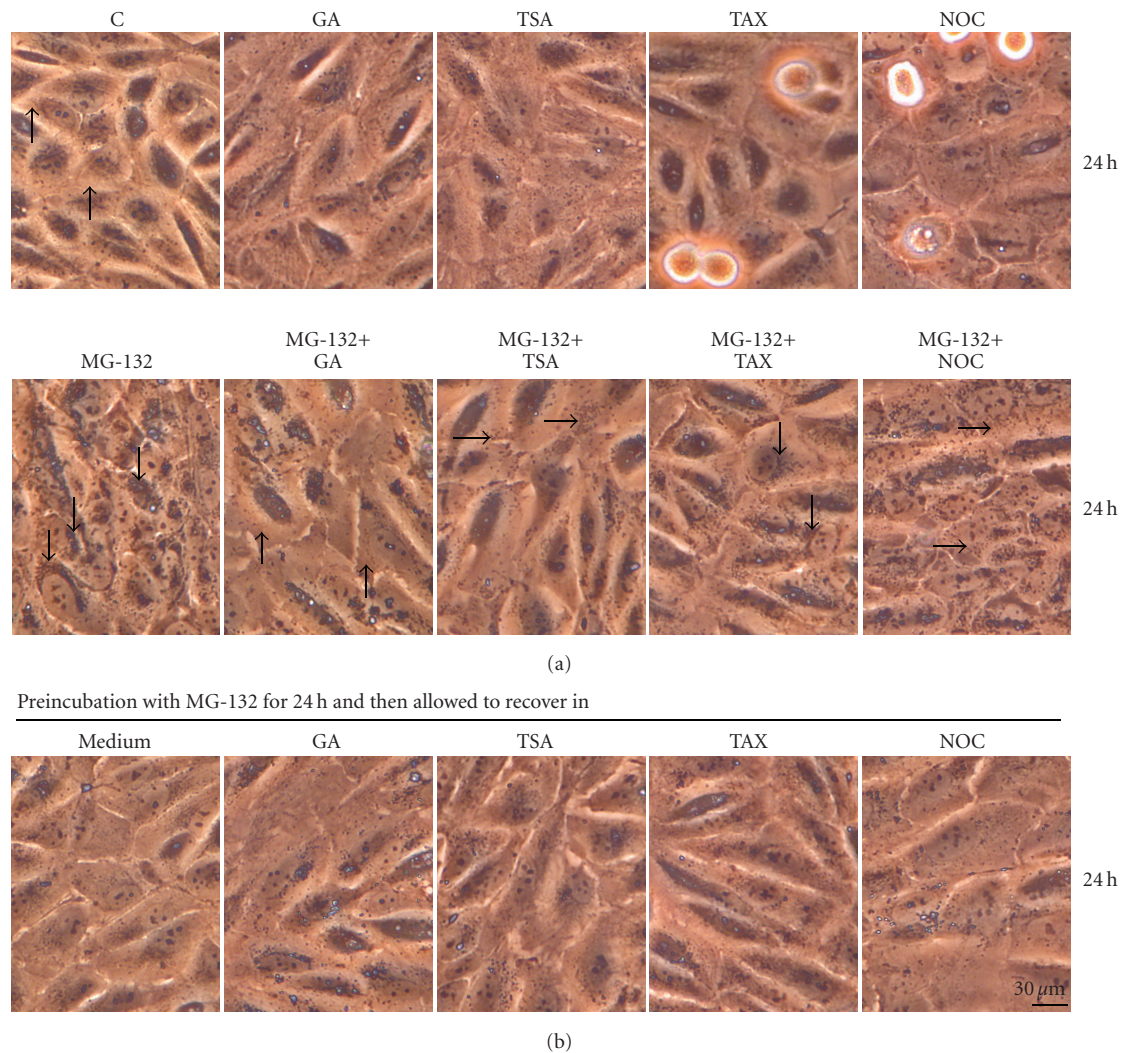 C GA TSA TAX NOC
24 h
MG-132 MG-132+ GA MG-132+ TSA MG-132+ TAX MG-132+ NOC
24 h
(a)
Preincubation with MG-132 for 24 h and then allowed to recover in
Medium GA TSA TAX NOC
24 h
30 µm
(b)